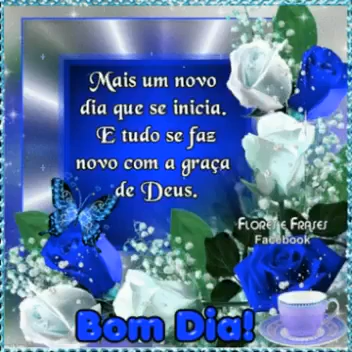 Mais um novo
dia que se inicia.
E tudo se faz
novo com a graça
de Deus.
Flores e Frases
Facebook
Bom Dia!